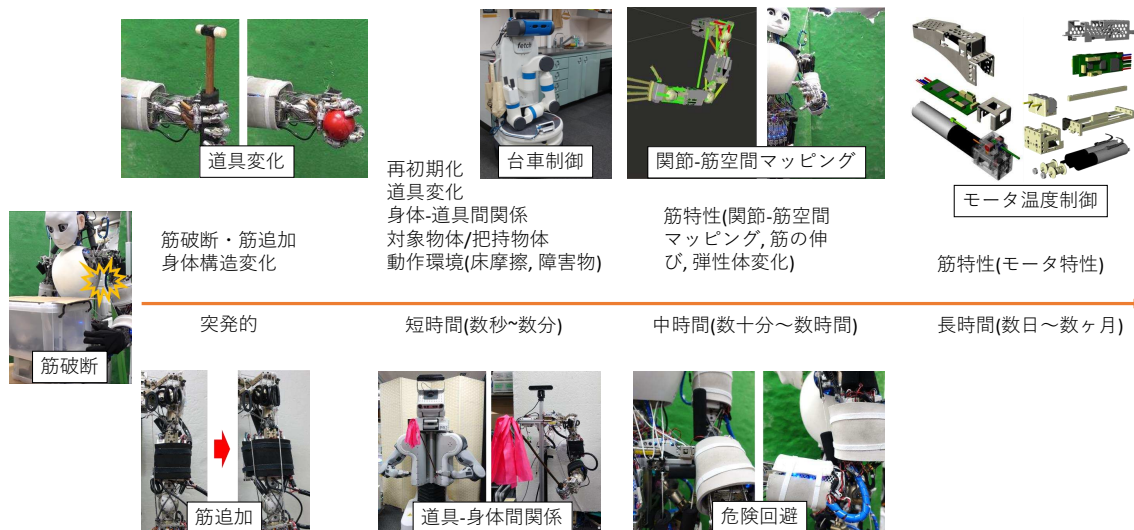 道具変化
fetch
台車制御
関節-筋空間マッピング
モータ温度制御
筋破断・筋追加
身体構造変化
再初期化
道具変化
身体-道具間関係
対象物体/把持物体
動作環境(床摩擦, 障害物)
筋特性(関節-筋空間
マッピング, 筋の伸
び, 弾性体変化)
筋特性(モータ特性)
突発的
短時間(数秒~数分)
中時間(数十分～数時間)
長時間(数日～数ヶ月)
筋破断
筋追加
道具-身体間関係
危険回避